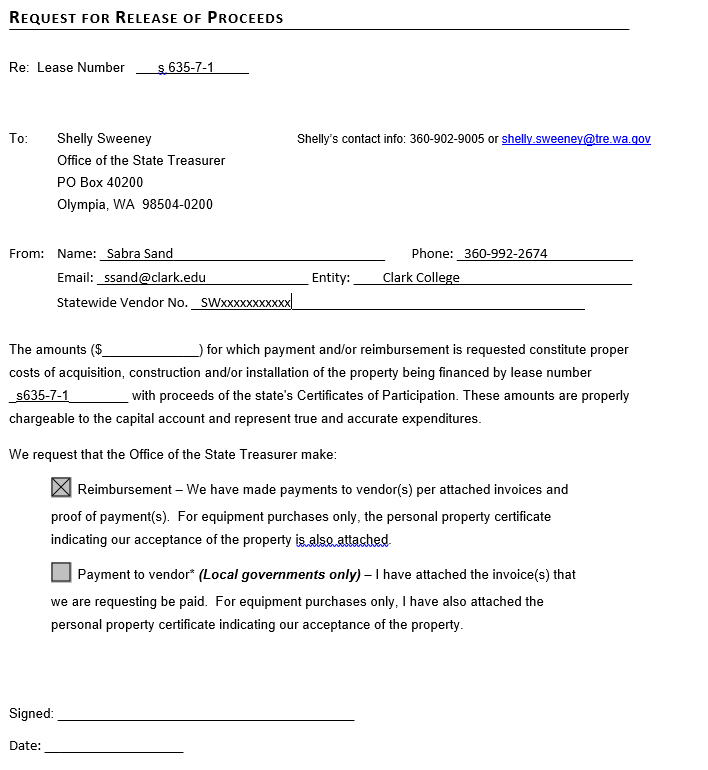 REQUEST FOR RELEASE OF PROCEEDS
Re: Lease Number s 635-7-1
To: Shelly Sweeney Shelly's contact info: 360-902-9005 or shelly.sweeney@tre.wa.gov
Office of the State Treasurer
PO Box 40200
Olympia, WA 98504-0200
From: Name: Sabra Sand Phone: 360-992-2674
Email: ssand@clark.edu Entity: Clark College
Statewide Vendor No. SWxxxxxxxxxxx
The amounts ($______________) for which payment and/or reimbursement is requested constitute proper
costs of acquisition, construction and/or installation of the property being financed by lease number
_s635-7-1________ with proceeds of the state's Certificates of Participation. These amounts are properly
chargeable to the capital account and represent true and accurate expenditures.
We request that the Office of the State Treasurer make:
☒ Reimbursement – We have made payments to vendor(s) per attached invoices and
proof of payment(s). For equipment purchases only, the personal property certificate
indicating our acceptance of the property is also attached.
☐ Payment to vendor* (Local governments only) – I have attached the invoice(s) that
we are requesting be paid. For equipment purchases only, I have also attached the
personal property certificate indicating our acceptance of the property.
Signed: ___________________________________________
Date: ____________________